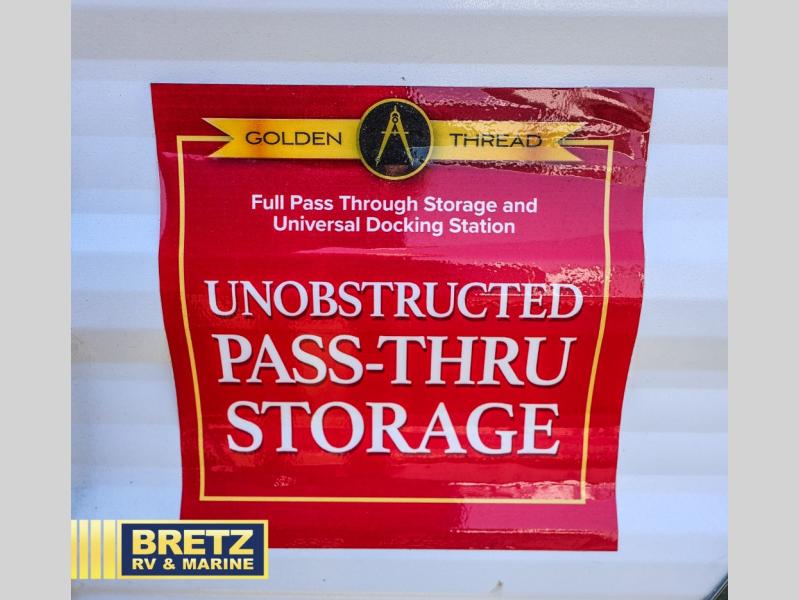 GOLDEN THREAD
Full Pass Through Storage and
Universal Docking Station
UNOBSTRUCTED
PASS-THRU
STORAGE
BRETZ
RV & MARINE